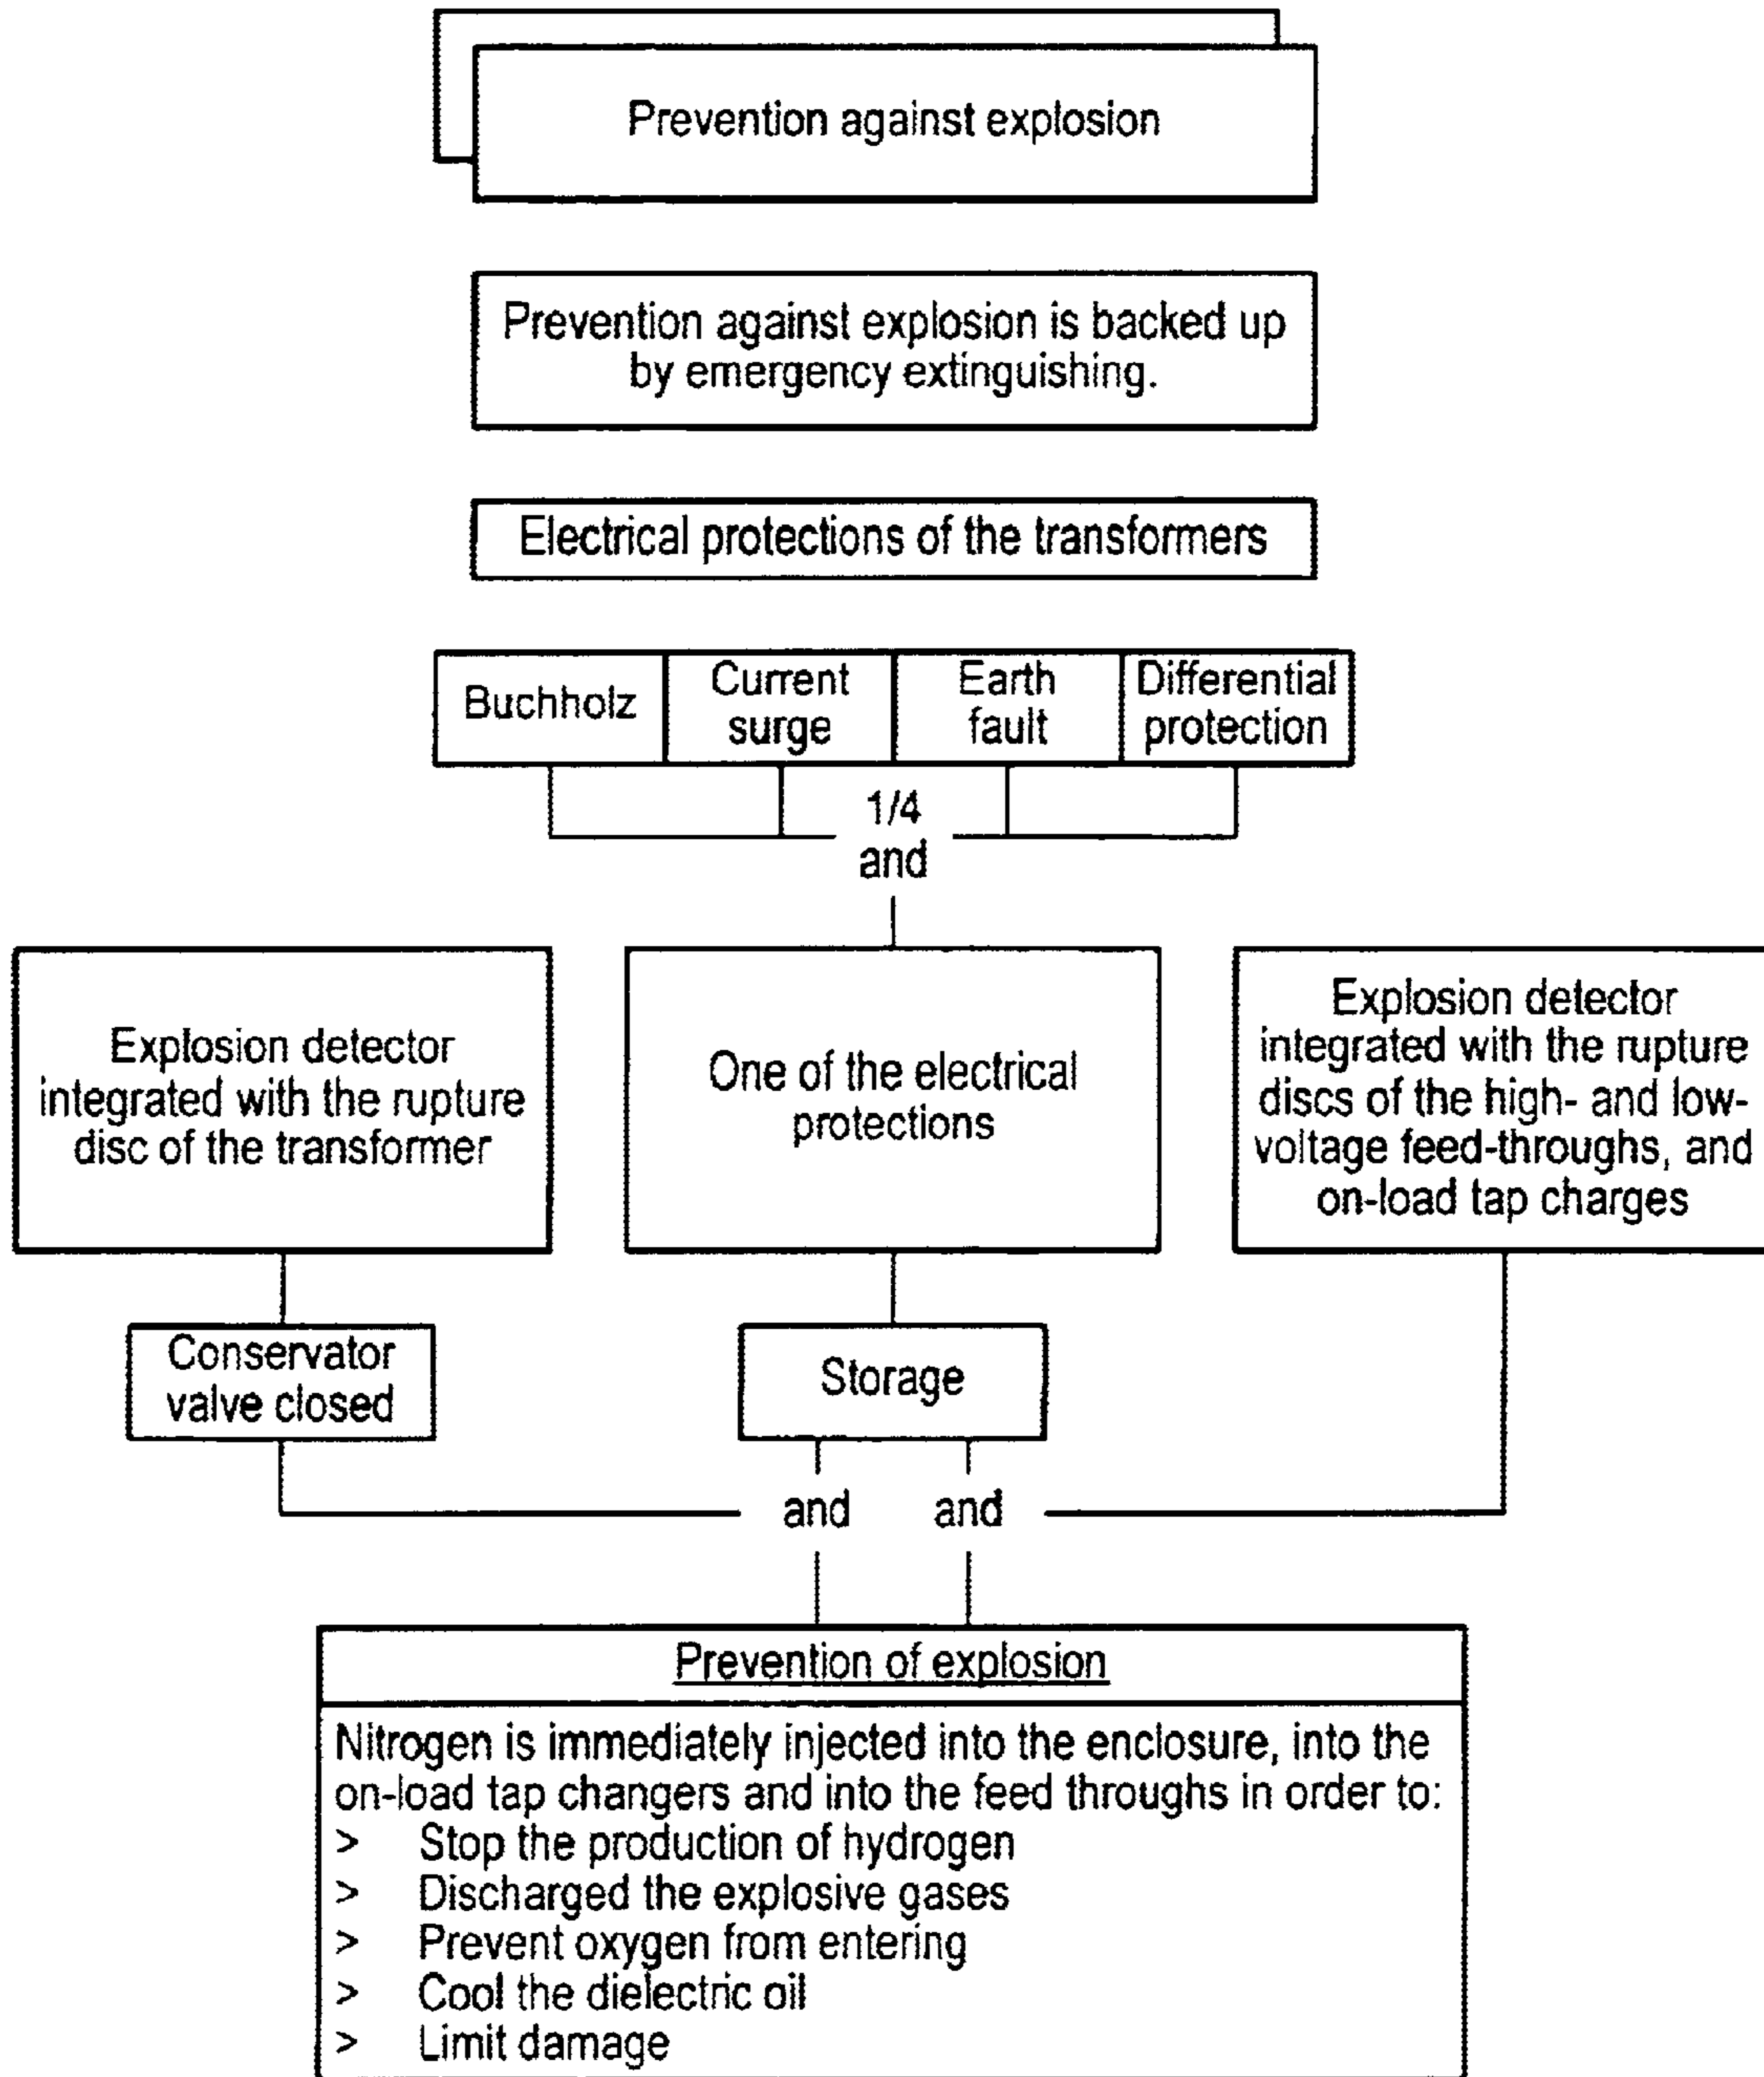 Prevention against explosion
Prevention against explosion is backed up
by emergency extinguishing.
Electrical protections of the transformers
Buchholz
Current
surge
Earth
fault
Differential
protection
1/4
and
Explosion detector
integrated with the rupture
disc of the transformer
One of the electrical
protections
Explosion detector
integrated with the rupture
discs of the high- and low-
voltage feed-throughs, and
on-load tap charges
Conservator
valve closed
Storage
and
and
Prevention of explosion
Nitrogen is immediately injected into the enclosure, into the
on-load tap changers and into the feed throughs in order to:
> Stop the production of hydrogen
> Discharged the explosive gases
> Prevent oxygen from entering
> Cool the dielectric oil
> Limit damage